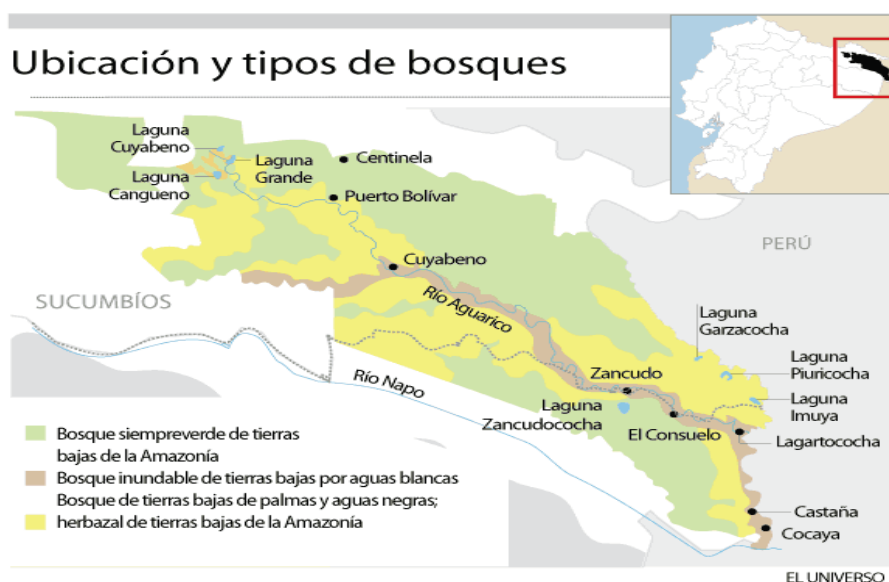 Ubicación y tipos de bosques
Laguna
Cuyabeno
Laguna
Cangueno
Laguna
Grande
Centinela
Puerto Bolívar
Cuyabeno
PERÚ
SUCUMBÍOS
Río Aguarico
Río Napo
Laguna
Garzacocha
Zancudo
Laguna
Piuricocha
Laguna
Zancudococha
El Consuelo
Laguna
Imuya
Lagartococha
Castaña
Cocaya
Bosque siempreverde de tierras
bajas de la Amazonía
Bosque inundable de tierras bajas por aguas blancas
Bosque de tierras bajas de palmas y aguas negras;
herbazal de tierras bajas de la Amazonía
EL UNIVERSO